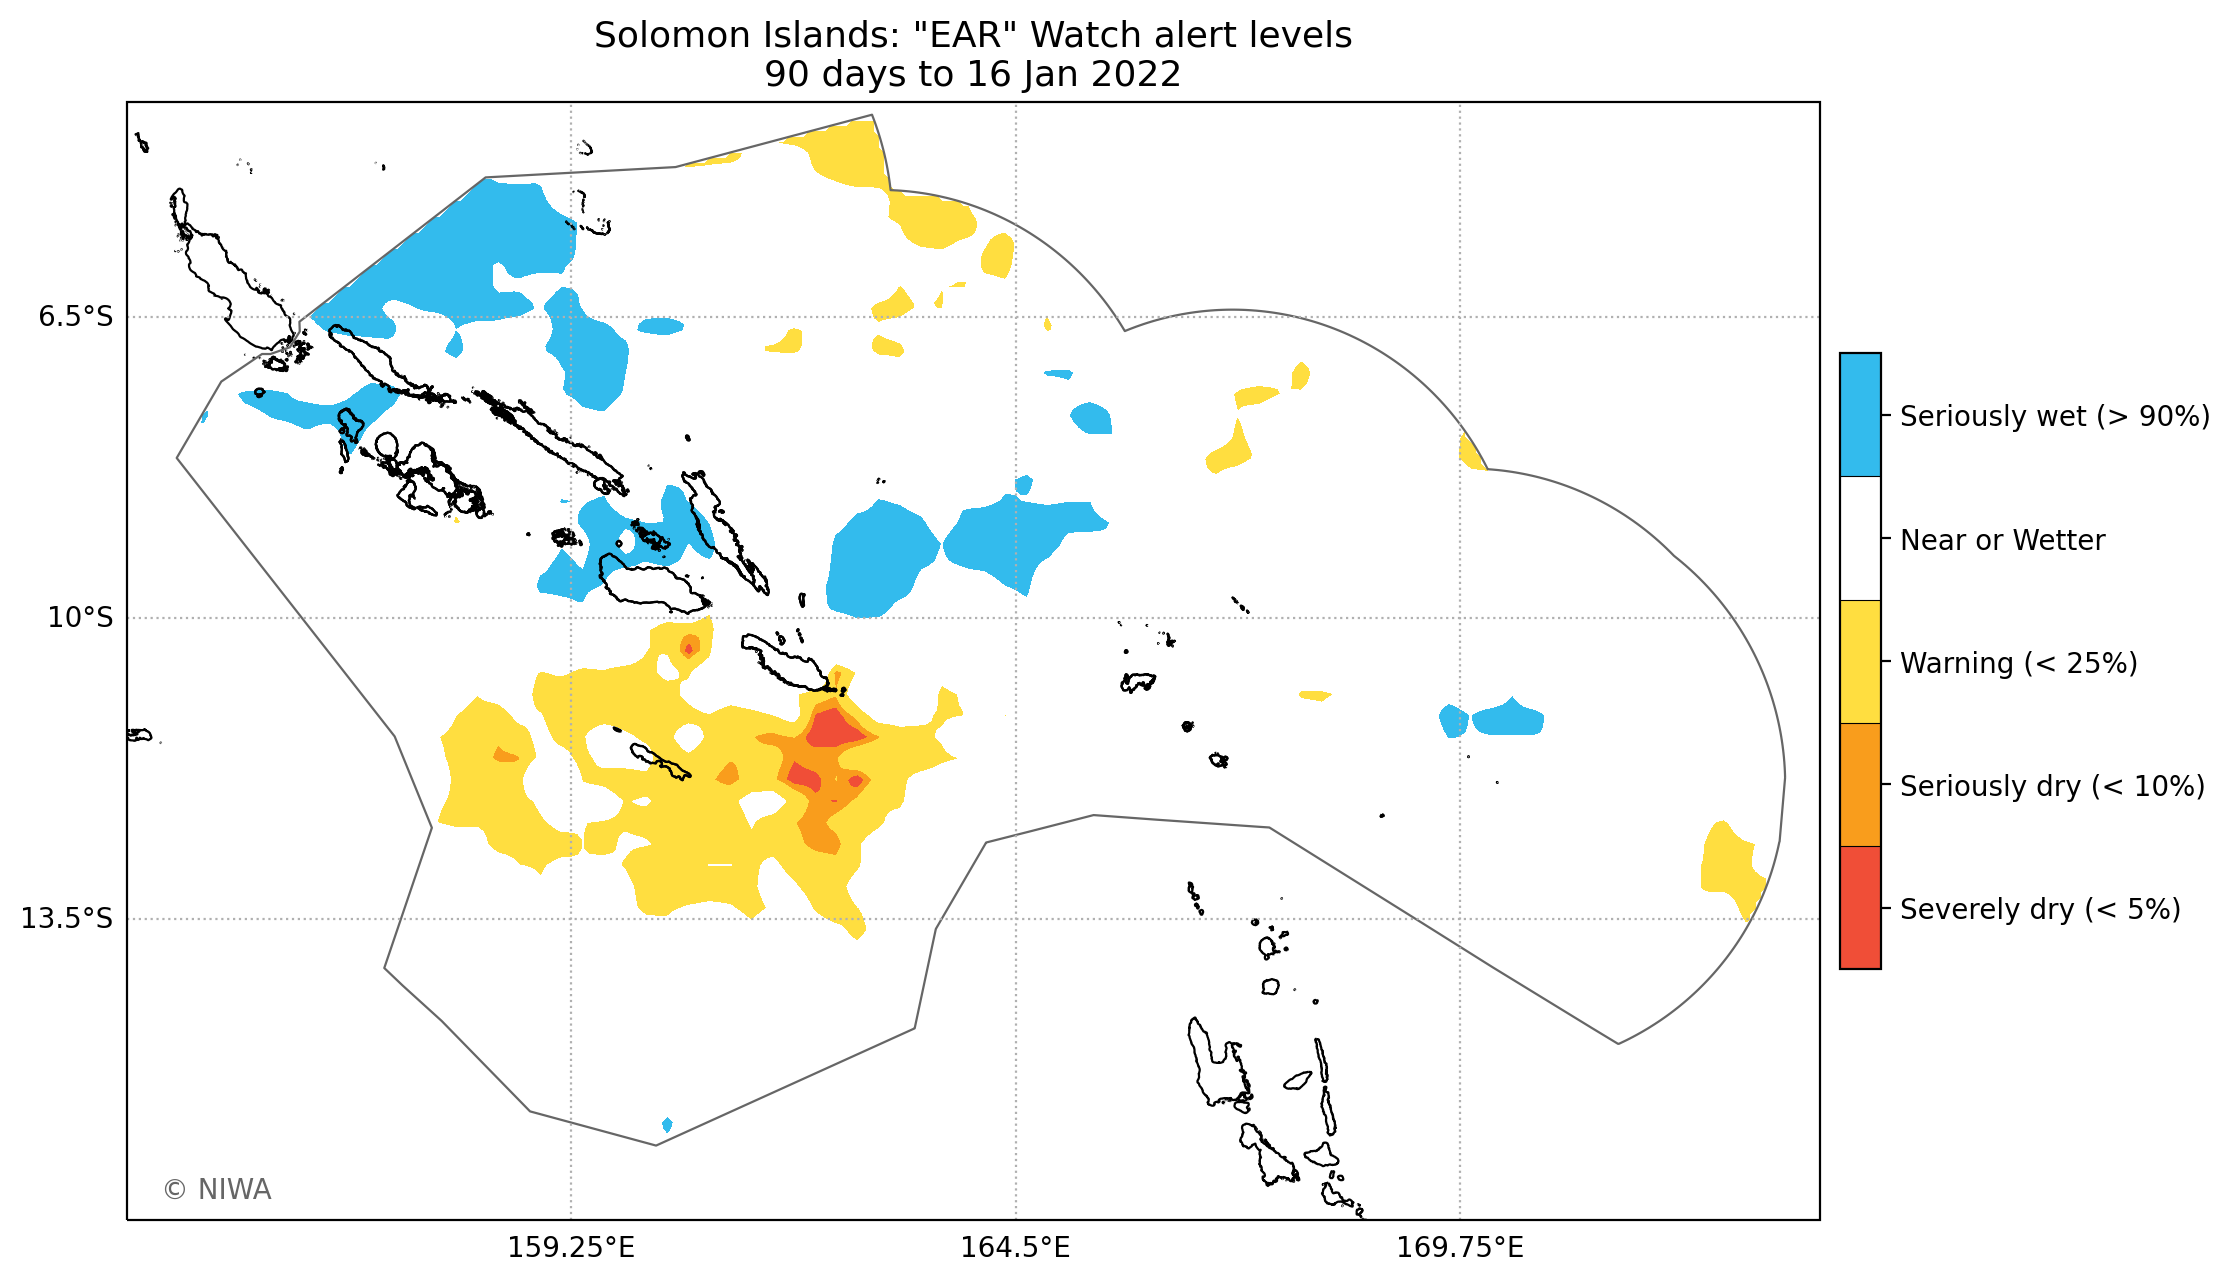 Solomon Islands: "EAR" Watch alert levels
90 days to 16 Jan 2022
6.5°S
10°S
13.5°S
159.25°E
164.5°E
169.75°E
Seriously wet (> 90%)
Near or Wetter
Warning (< 25%)
Seriously dry (< 10%)
Severely dry (< 5%)
© NIWA